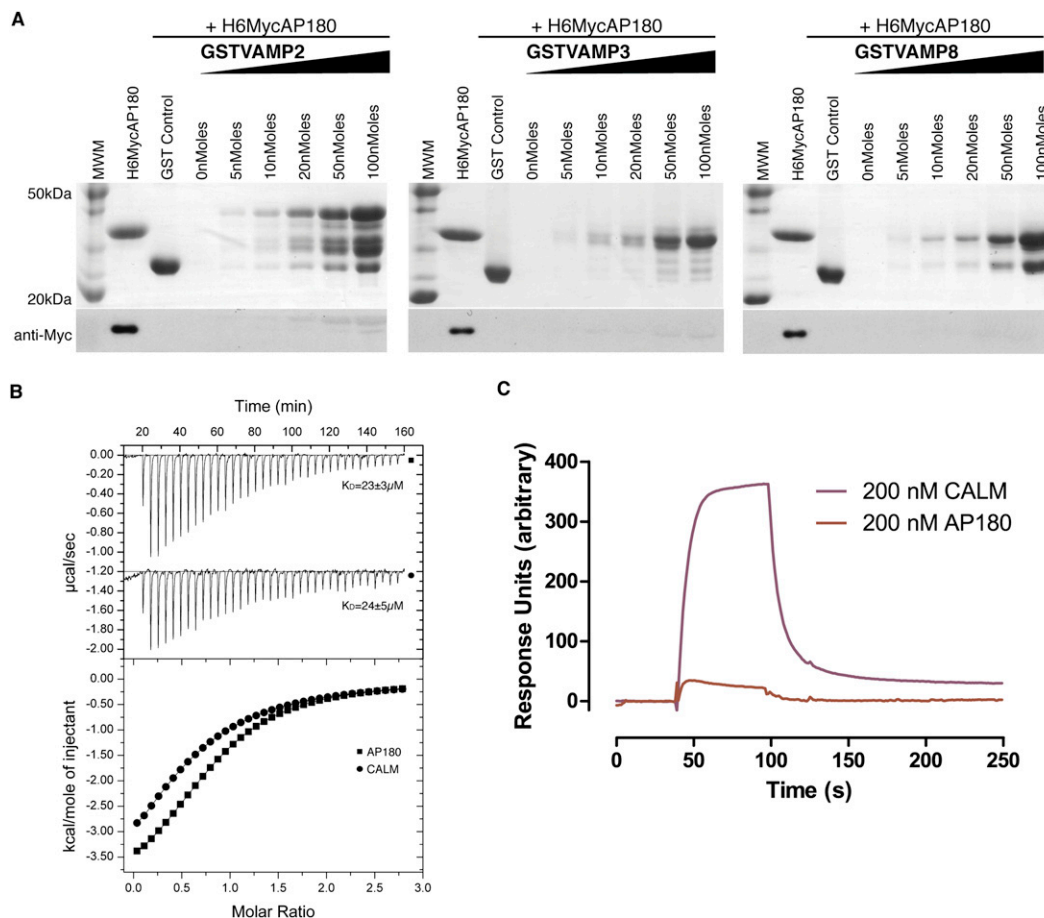 A
+ H6MycAP180
GSTVAMP2
MWM
H6MycAP180
GST Control
0nMoles
5nMoles
10nMoles
20nMoles
50nMoles
100nMoles
+ H6MycAP180
GSTVAMP3
MWM
H6MycAP180
GST Control
0nMoles
5nMoles
10nMoles
20nMoles
50nMoles
100nMoles
+ H6MycAP180
GSTVAMP8
MWM
H6MycAP180
GST Control
0nMoles
5nMoles
10nMoles
20nMoles
50nMoles
100nMoles
50kDa
20kDa
anti-Myc
B
Time (min)
20 40 60 80 100 120 140 160
0.00
-0.20
-0.40
-0.60
-0.80
-1.00
-1.20
-1.40
-1.60
-1.80
-2.00
µcal/sec
KD=23±3µM
KD=24±5µM
0.00
-0.50
-1.00
-1.50
-2.00
-2.50
-3.00
-3.50
kcal/mole of injectant
AP180
CALM
0.0 0.5 1.0 1.5 2.0 2.5 3.0
Molar Ratio
C
Response Units (arbitrary)
400
300
200
100
0
200 nM CALM
200 nM AP180
0 50 100 150 200 250
Time (s)